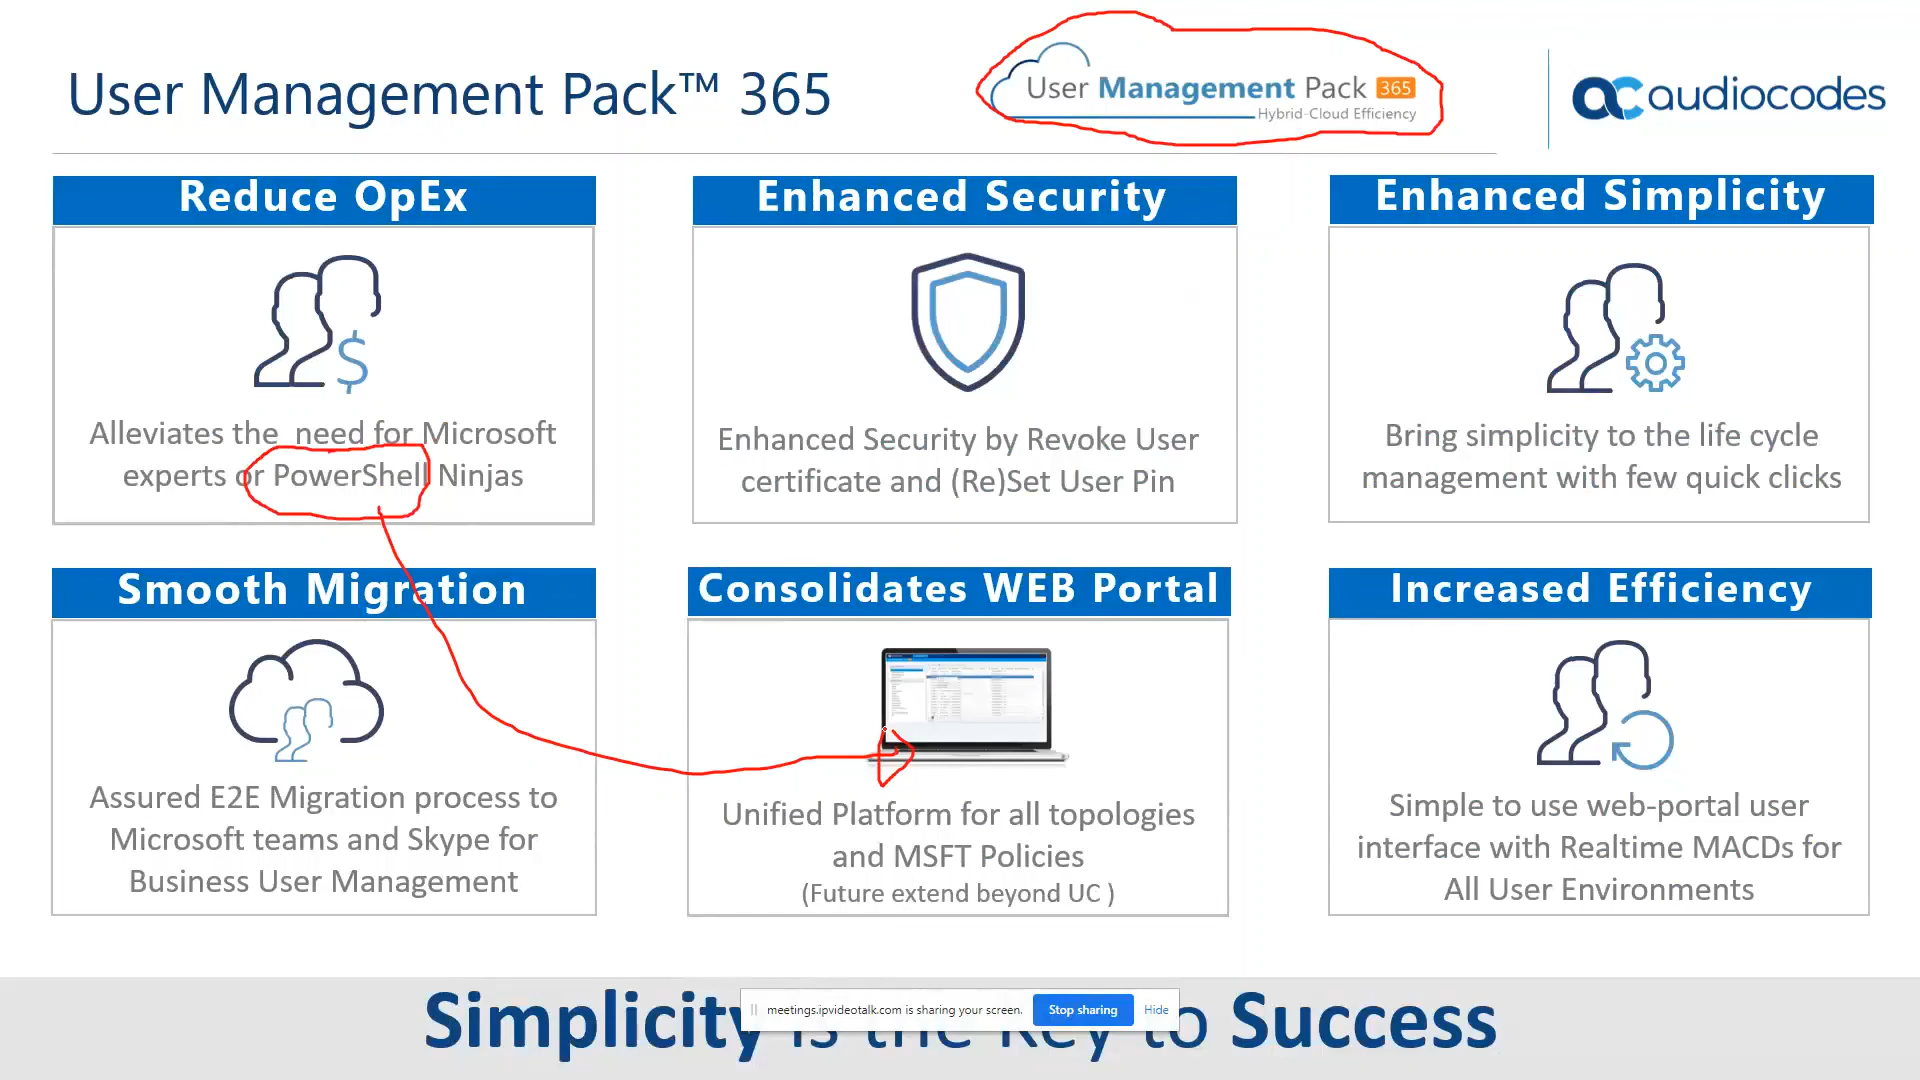 User Management Pack™ 365
User Management Pack 365
Hybrid-Cloud Efficiency
audiocodes
Reduce OpEx
Alleviates the need for Microsoft
experts or PowerShell Ninjas
Enhanced Security
Enhanced Security by Revoke User
certificate and (Re)Set User Pin
Enhanced Simplicity
Bring simplicity to the life cycle
management with few quick clicks
Smooth Migration
Assured E2E Migration process to
Microsoft teams and Skype for
Business User Management
Consolidates WEB Portal
Unified Platform for all topologies
and MSFT Policies
(Future extend beyond UC )
Increased Efficiency
Simple to use web-portal user
interface with Realtime MACDs for
All User Environments
Simplicity is the Key to Success
meetings.ipvideotalk.com is sharing your screen. Stop sharing Hide